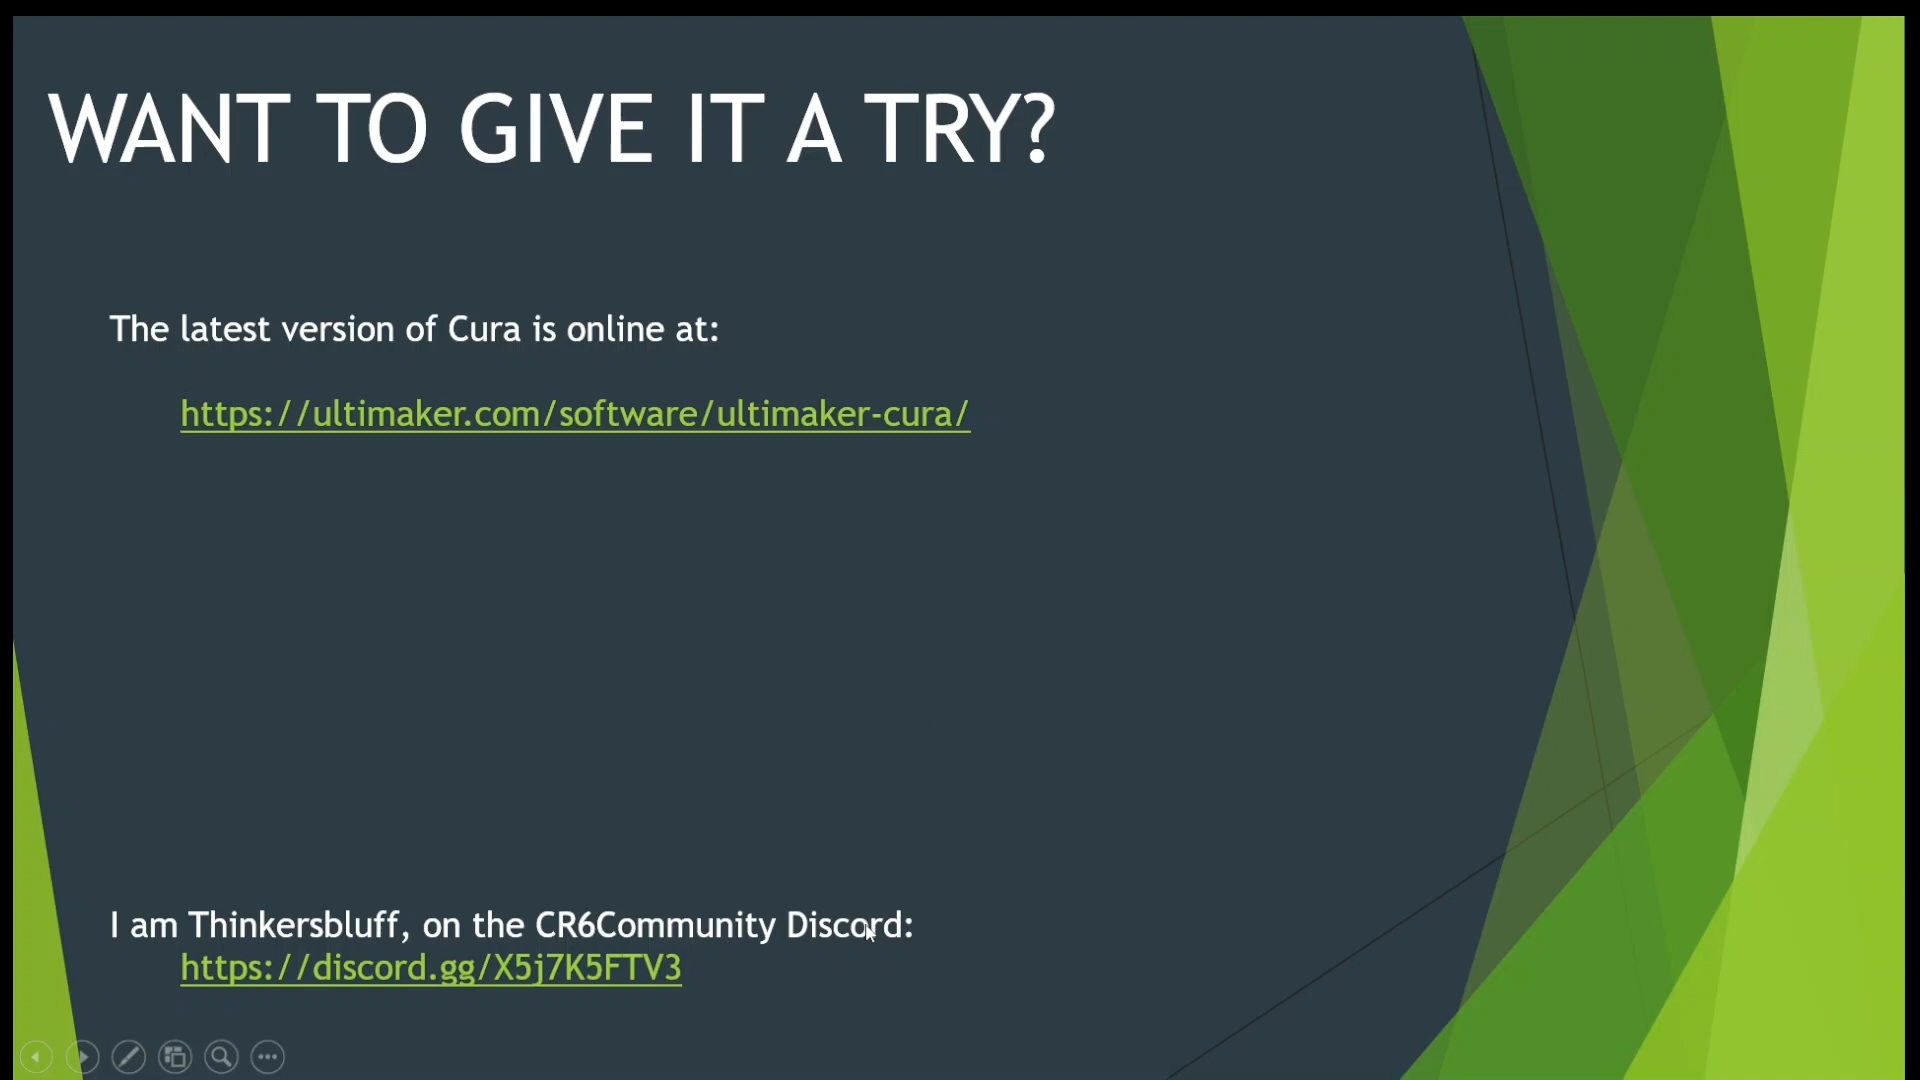 WANT TO GIVE IT A TRY?
The latest version of Cura is online at:
https://ultimaker.com/software/ultimaker-cura/
I am Thinkersbluff, on the CR6Community Discord:
https://discord.gg/X5j7K5FTV3